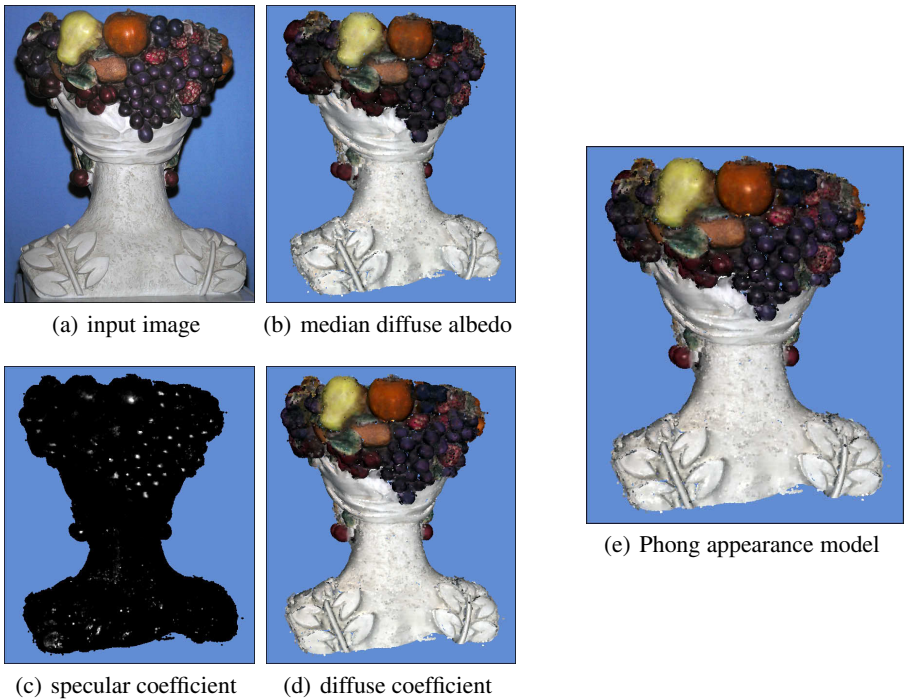 (a) input image
(b) median diffuse albedo
(c) specular coefficient
(d) diffuse coefficient
(e) Phong appearance model